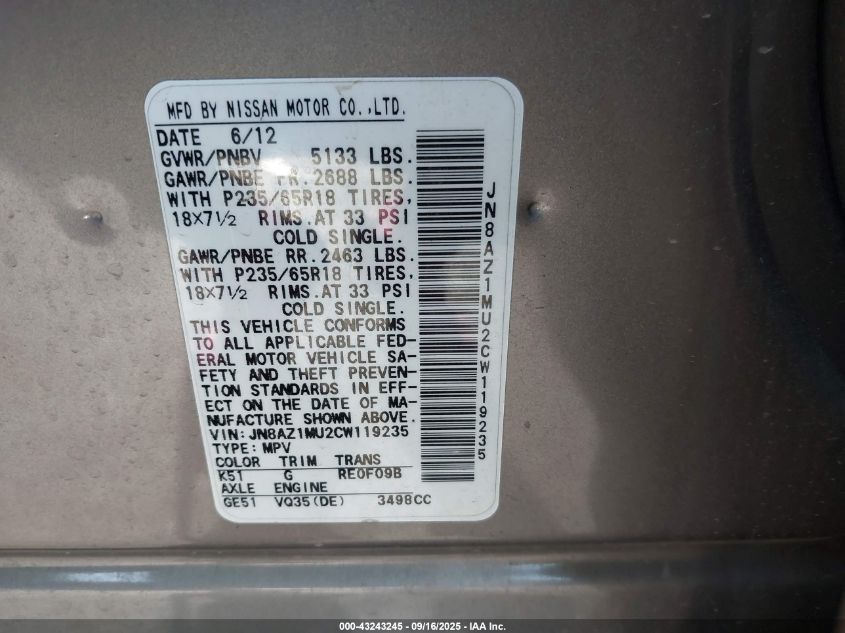 MFD BY NISSAN MOTOR CO.,LTD.
DATE 6/12
GVWR/PNBV 5133 LBS.
GAWR/PNBE FR. 2688 LBS.
WITH P235/65R18 TIRES,
18X7½ RIMS.AT 33 PSI
COLD SINGLE.
GAWR/PNBE RR. 2463 LBS.
WITH P235/65R18 TIRES,
18X7½ RIMS.AT 33 PSI
COLD SINGLE.
THIS VEHICLE CONFORMS
TO ALL APPLICABLE FED-
ERAL MOTOR VEHICLE SA-
FETY AND THEFT PREVEN-
TION STANDARDS IN EFF-
ECT ON THE DATE OF MA-
NUFACTURE SHOWN ABOVE.
VIN: JN8AZ1MU2CW119235
TYPE: MPV
COLOR TRIM TRANS
K51 G RE0F09B
AXLE ENGINE
GE51 VQ35(DE) 3498CC
JN8AZ1MU2CW119235
000-43243245 - 09/16/2025 - IAA Inc.